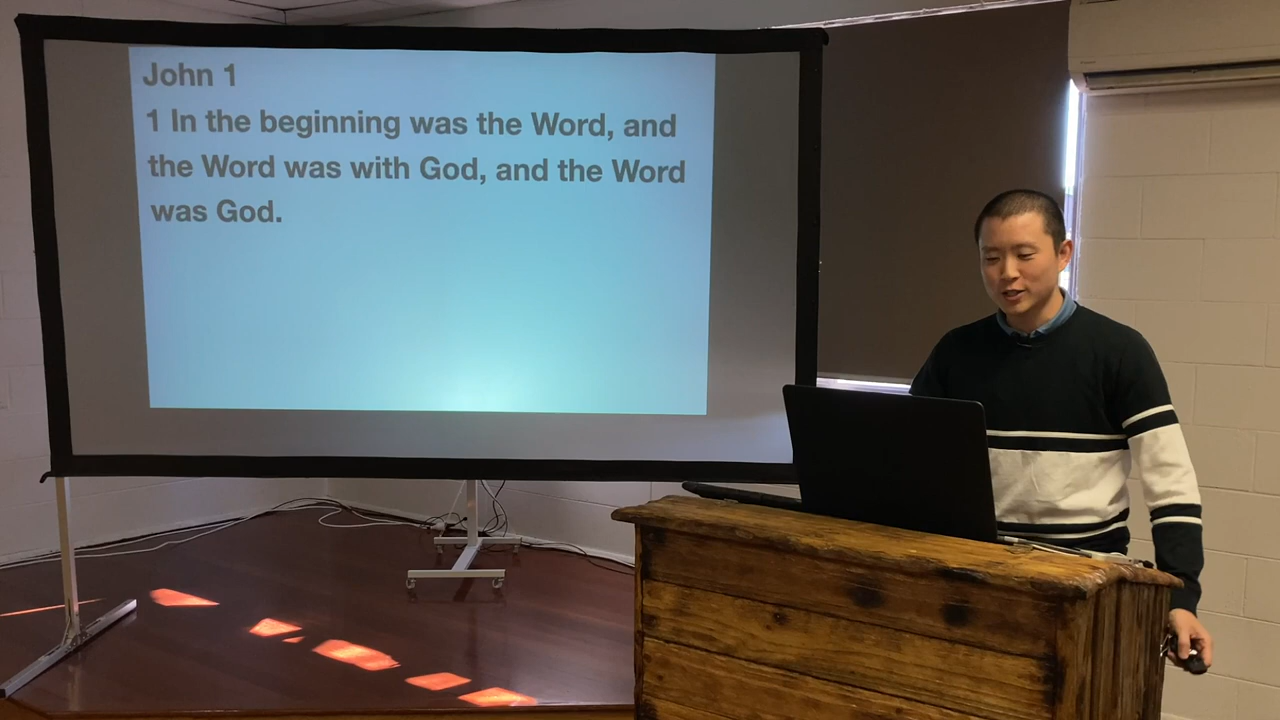 John 1
1 In the beginning was the Word, and
the Word was with God, and the Word
was God.